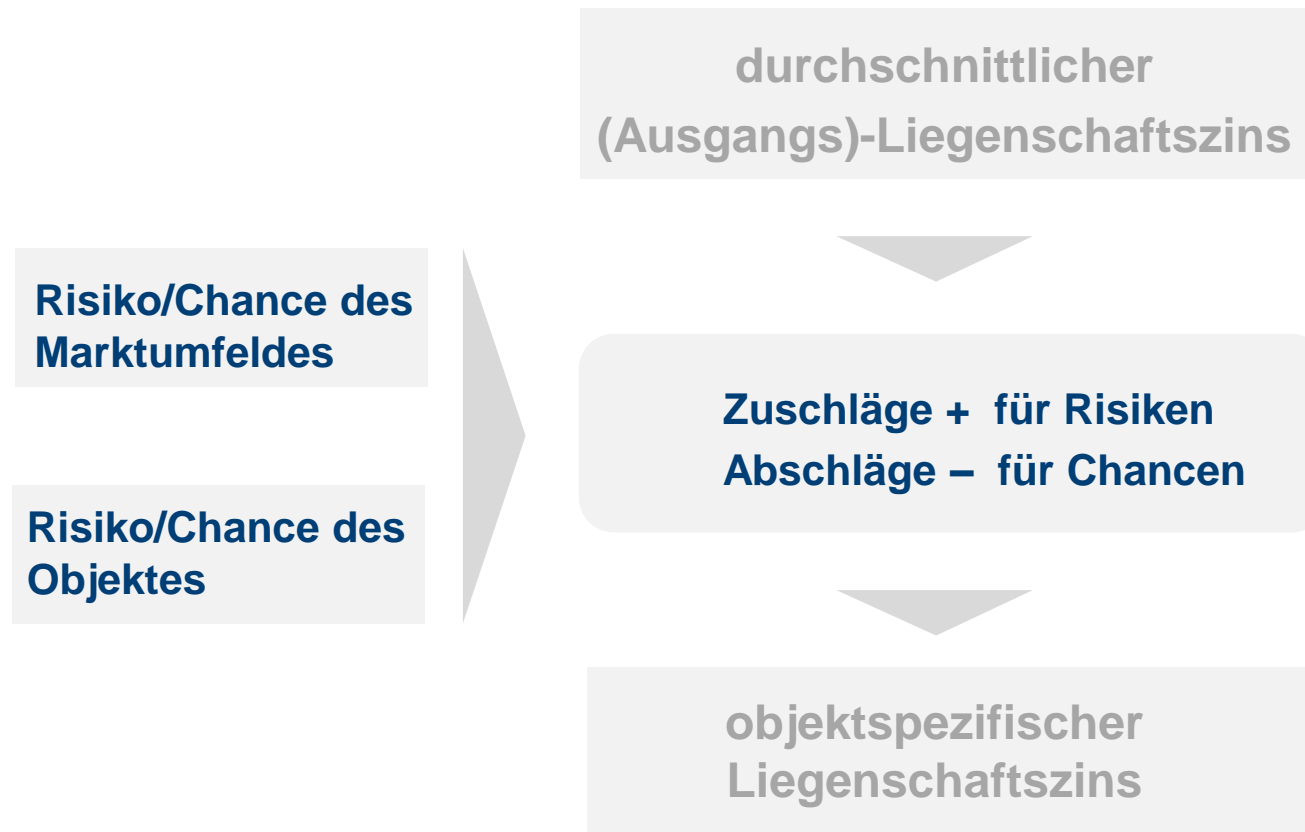 durchschnittlicher
(Ausgangs)-Liegenschaftszins
Risiko/Chance des
Marktumfeldes
Zuschläge + für Risiken
Abschläge – für Chancen
Risiko/Chance des
Objektes
objektspezifischer
Liegenschaftszins